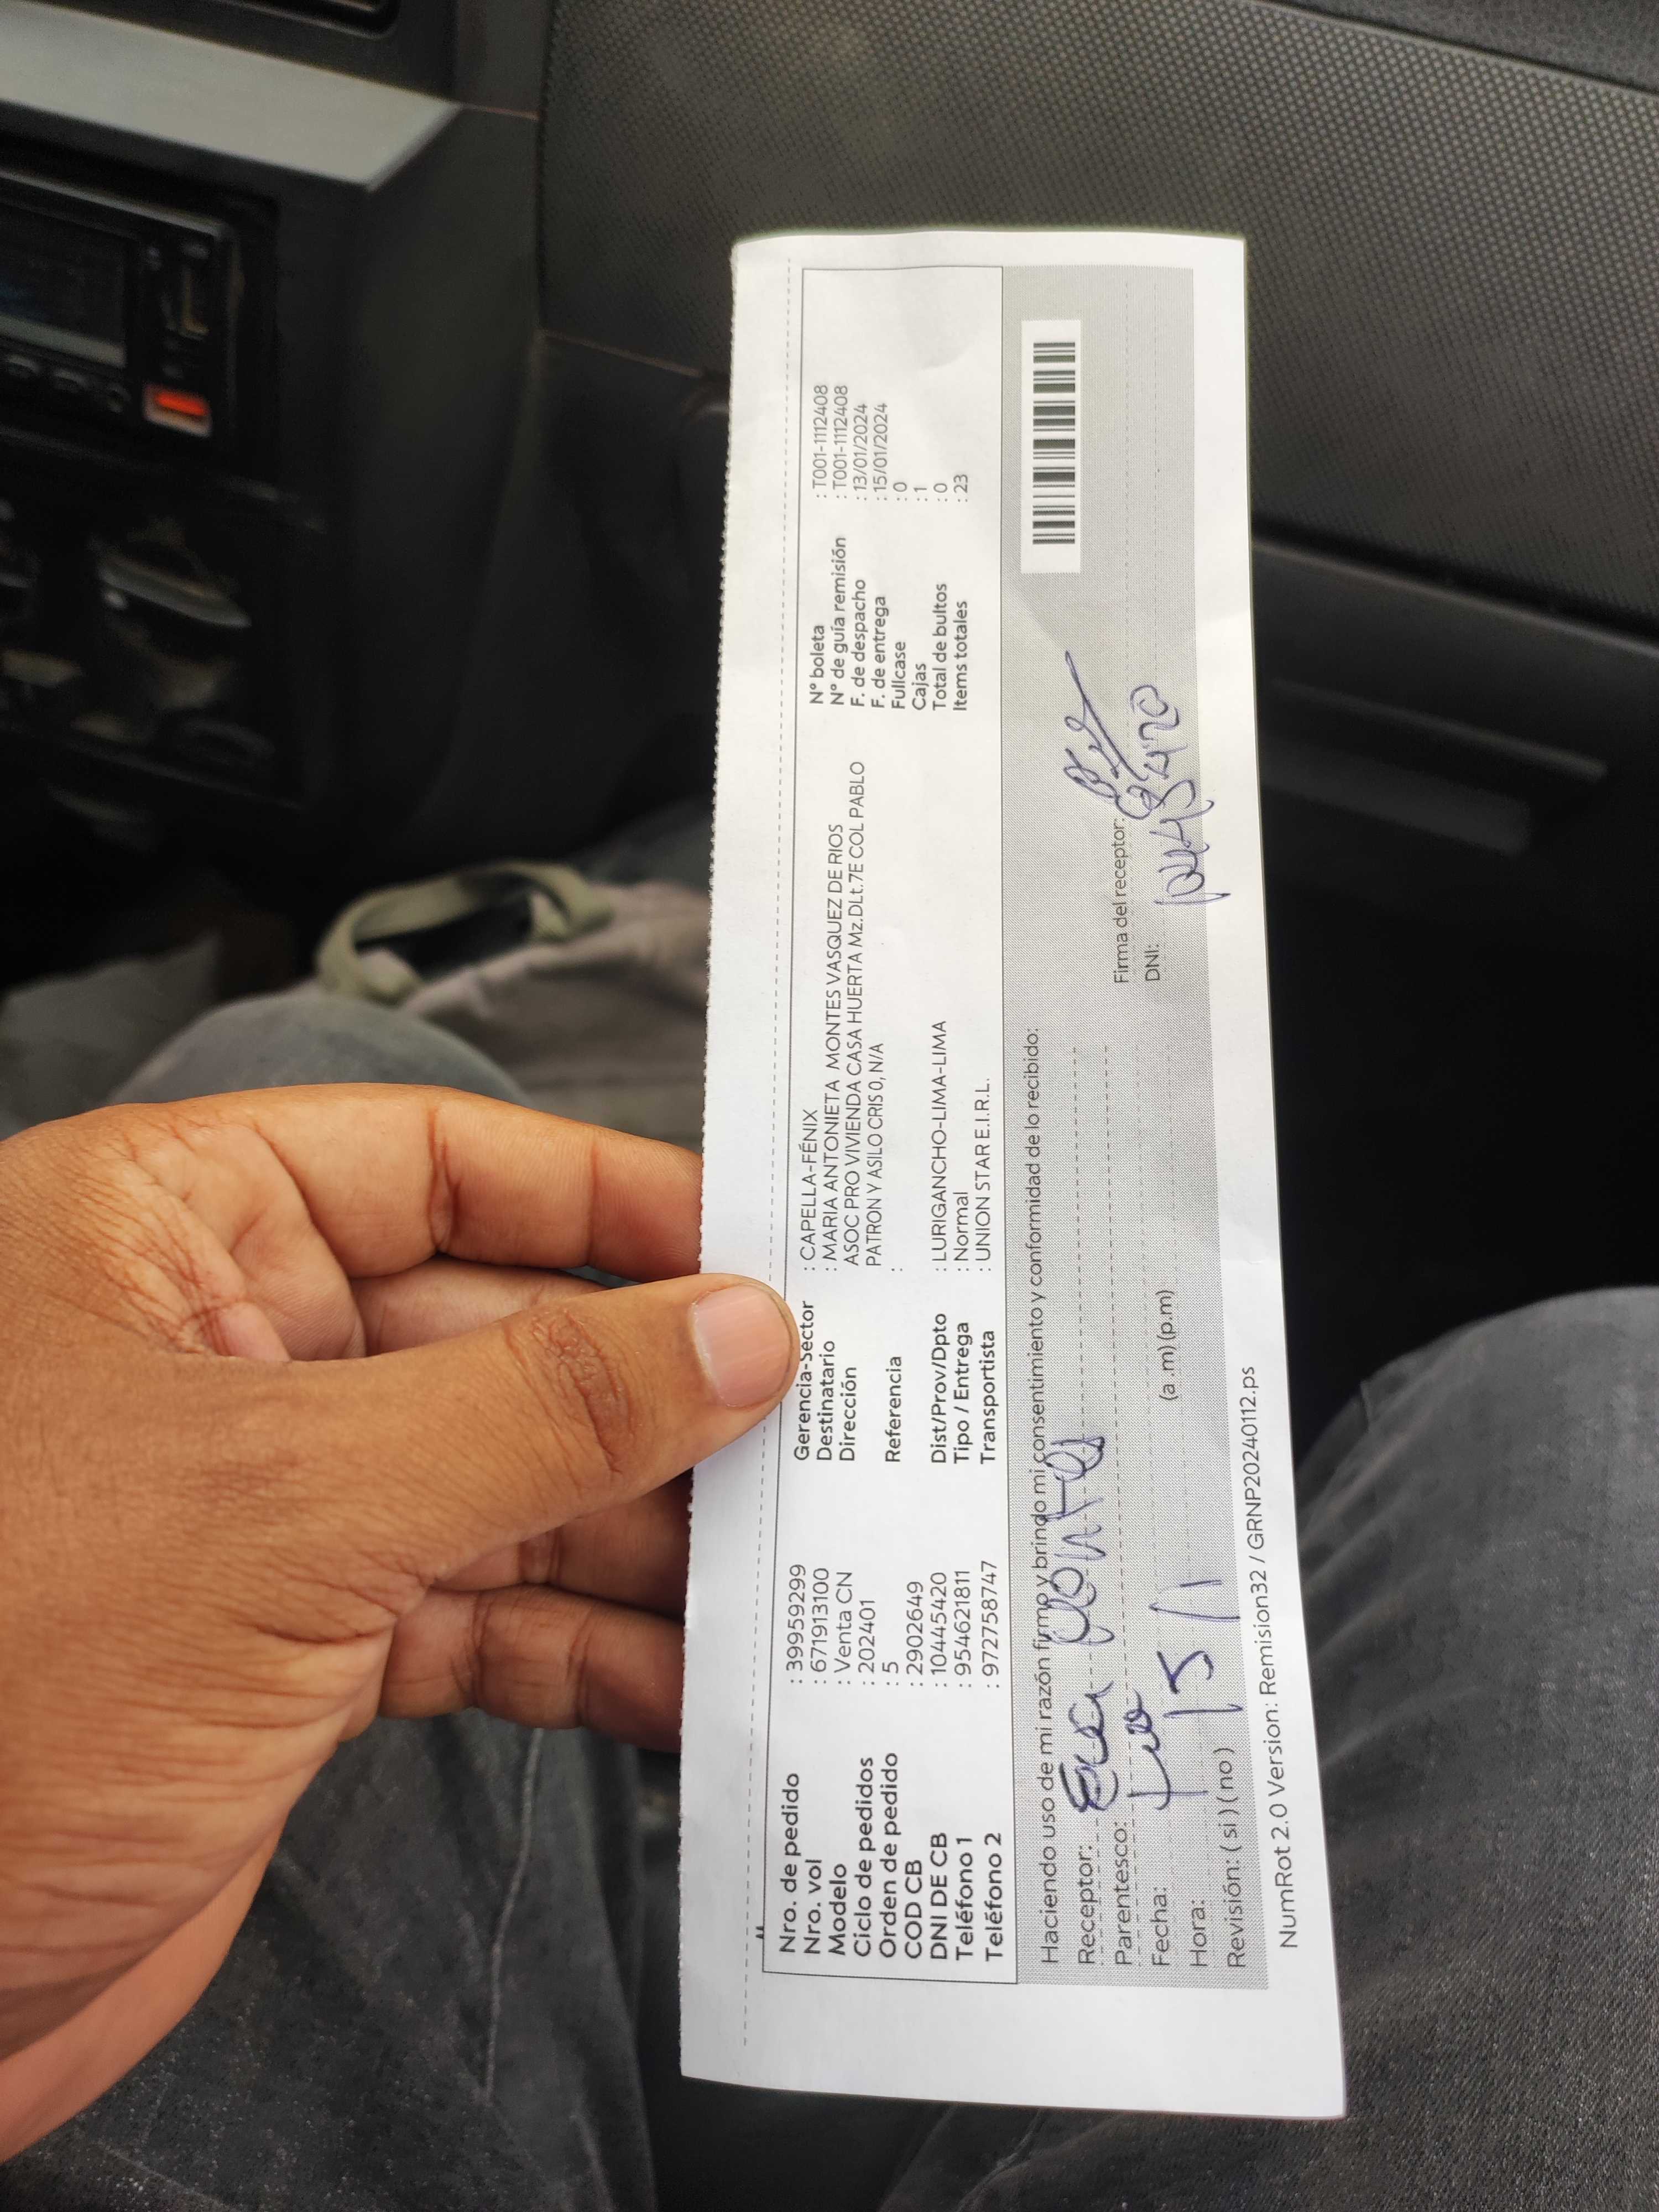 Nro. de pedido : 39959299
Nro. vol : 671913100
Modelo : Venta CN
Ciclo de pedidos : 202401
Orden de pedido : 5
COD CB : 2902649
DNI DE CB : 10445420
Teléfono 1 : 954621811
Teléfono 2 : 972758747
Gerencia-Sector : CAPELLA-FÉNIX
Destinatario : MARIA ANTONIETA MONTES VASQUEZ DE RIOS
Dirección ASOC PRO VIVIENDA CASA HUERTA Mz.DLt.7E COL PABLO
PATRON Y ASILO CRIS 0, N/A
Referencia :
Dist/Prov/Dpto : LURIGANCHO-LIMA-LIMA
Tipo / Entrega : Normal
Transportista : UNION STAR E.I.R.L.
N° boleta : T001-1112408
N° de guía remisión : T001-1112408
F. de despacho : 13/01/2024
F. de entrega : 15/01/2024
Fullcase : 0
Cajas : 1
Total de bultos : 0
Items totales : 23
Haciendo uso de mi razón firmo y brindo mi consentimiento y conformidad de lo recibido:
Receptor:
Parentesco:
Fecha: 15/1
Hora: (a.m) (p.m)
Revisión: ( si ) ( no )
Firma del receptor:
DNI:
NumRot 2.0 Version: Remision32 / GRNP20240112.ps